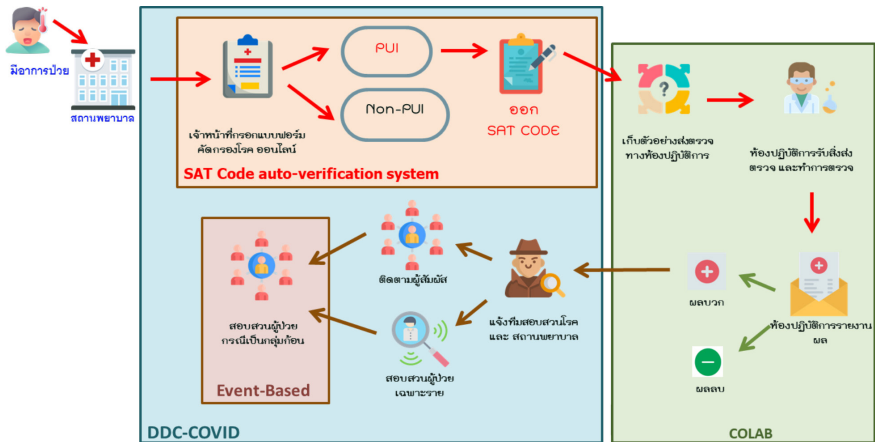 มีอาการป่วย
สถานพยาบาล
เจ้าหน้าที่กรอกแบบฟอร์ม
คัดกรองโรค ออนไลน์
PUI
Non-PUI
ออก
SAT CODE
SAT Code auto-verification system
?
เก็บตัวอย่างส่งตรวจ
ทางห้องปฏิบัติการ
ห้องปฏิบัติการรับสิ่งส่ง
ตรวจ และทำการตรวจ
ห้องปฏิบัติการรายงาน
ผล
ผลบวก
ผลลบ
COLAB
แจ้งทีมสอบสวนโรค
และ สถานพยาบาล
ติดตามผู้สัมผัส
สอบสวนผู้ป่วย
เฉพาะราย
สอบสวนผู้ป่วย
กรณีเป็นกลุ่มก้อน
Event-Based
DDC-COVID